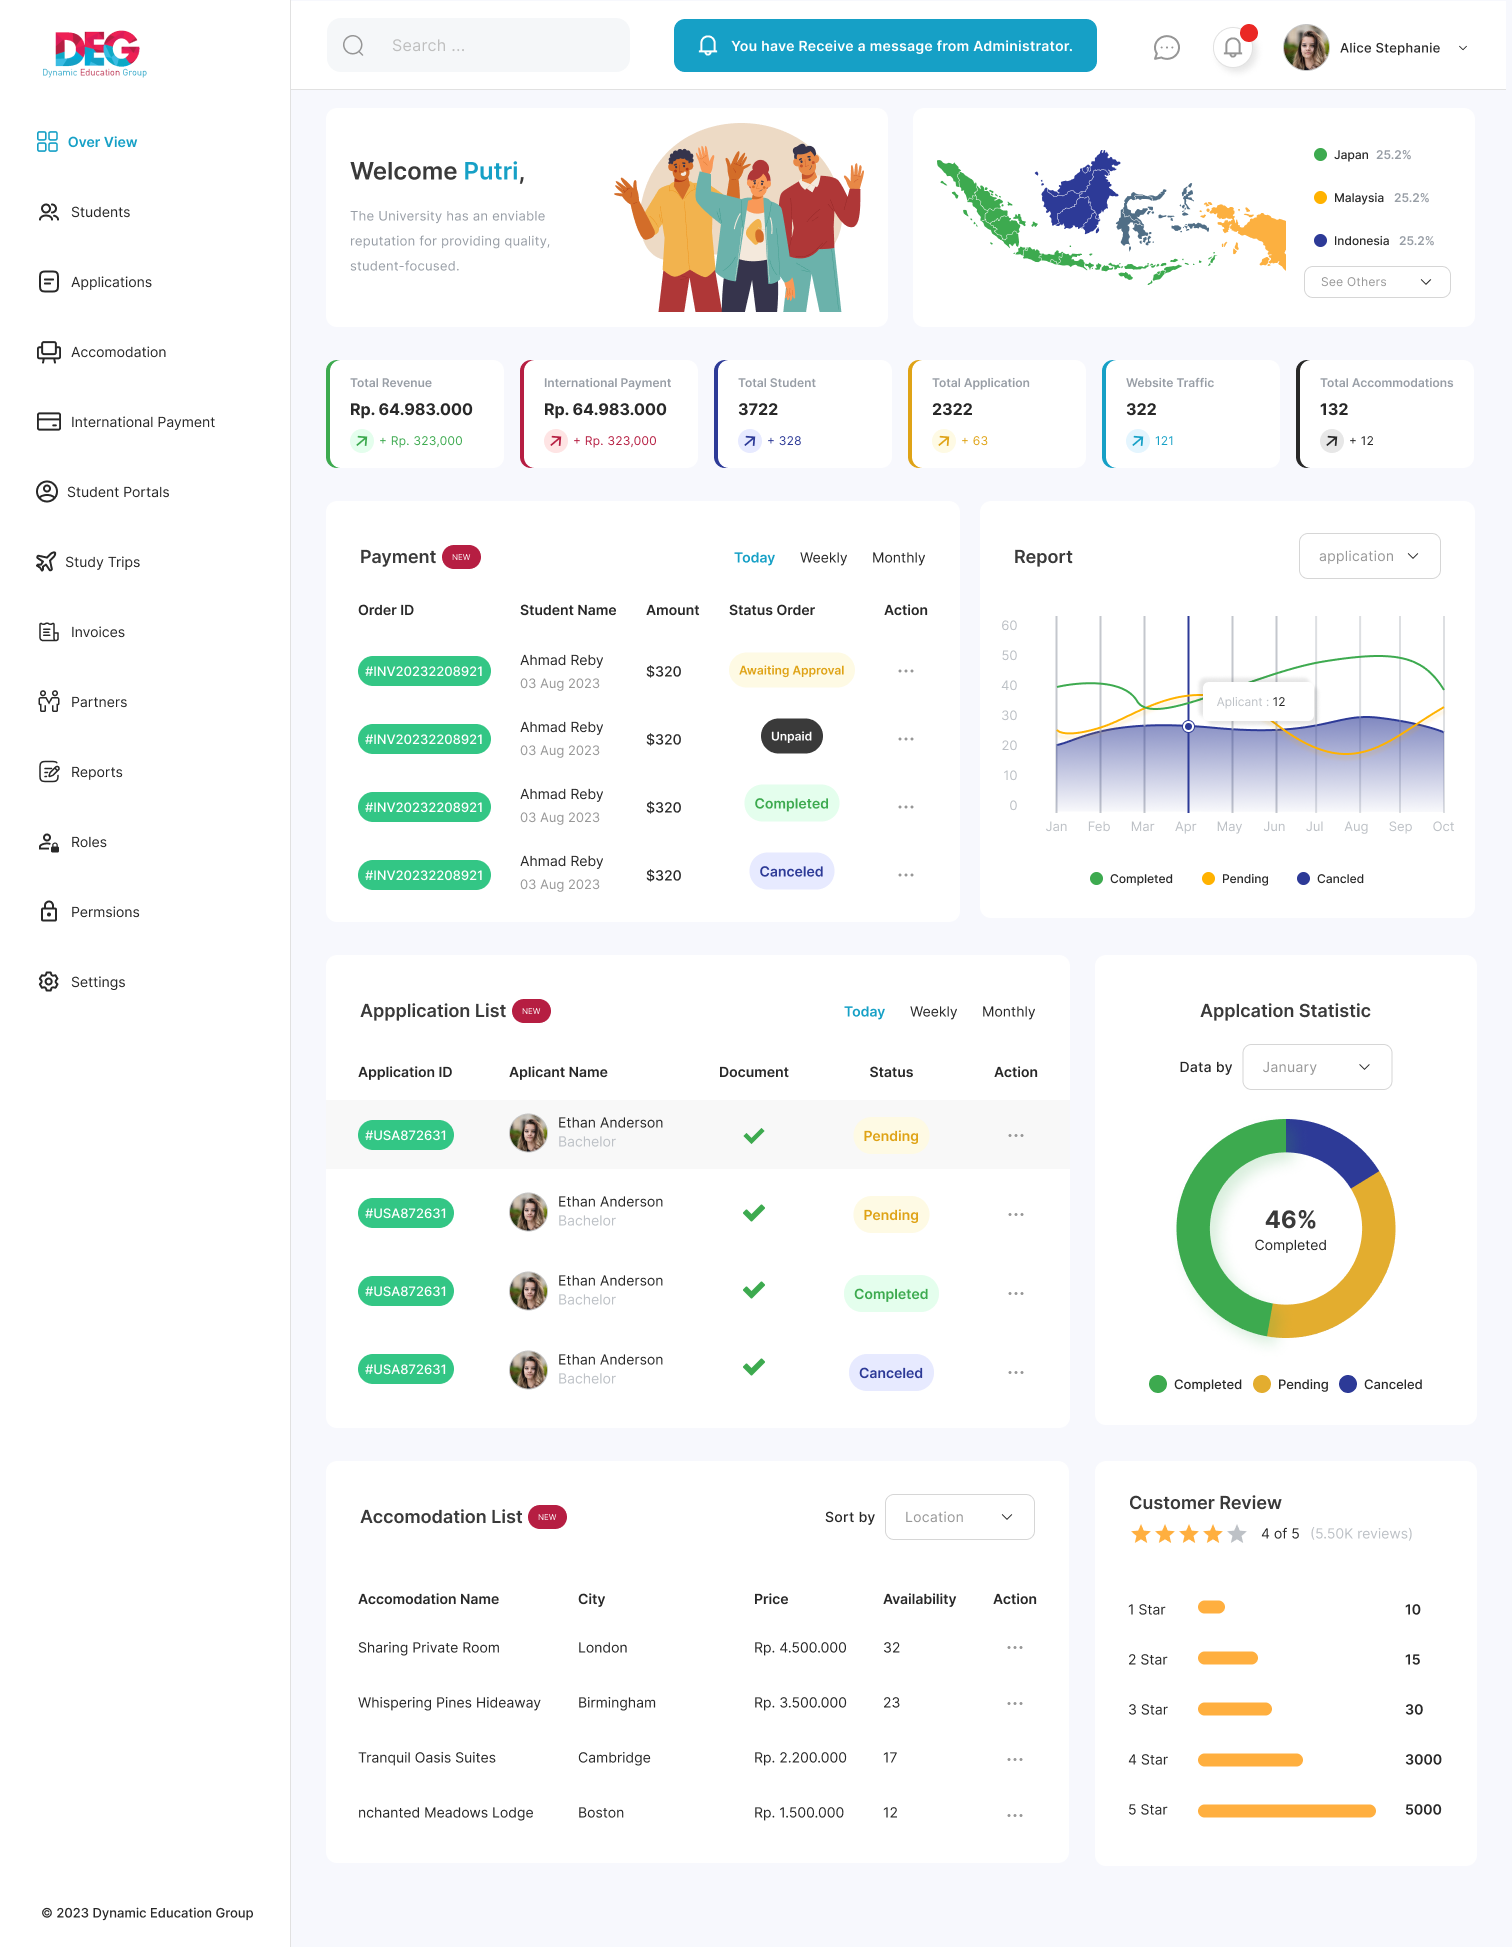 DEG
Dynamic Education Group
Over View
Students
Applications
Accomodation
International Payment
Student Portals
Study Trips
Invoices
Partners
Reports
Roles
Permsions
Settings
© 2023 Dynamic Education Group
Search ...
You have Receive a message from Administrator.
Alice Stephanie
Welcome Putri,
The University has an enviable
reputation for providing quality,
student-focused.
Japan 25.2%
Malaysia 25.2%
Indonesia 25.2%
See Others
Total Revenue
Rp. 64.983.000
+ Rp. 323,000
International Payment
Rp. 64.983.000
+ Rp. 323,000
Total Student
3722
+ 328
Total Application
2322
+ 63
Website Traffic
322
121
Total Accommodations
132
+ 12
Payment NEW
Today Weekly Monthly
Order ID Student Name Amount Status Order Action
#INV20232208921 Ahmad Reby $320 Awaiting Approval ...
03 Aug 2023
#INV20232208921 Ahmad Reby $320 Unpaid ...
03 Aug 2023
#INV20232208921 Ahmad Reby $320 Completed ...
03 Aug 2023
#INV20232208921 Ahmad Reby $320 Canceled ...
03 Aug 2023
Report
application
60
50
40
30
20
10
0
Aplicant : 12
Jan Feb Mar Apr May Jun Jul Aug Sep Oct
Completed Pending Cancled
Appplication List NEW
Today Weekly Monthly
Application ID Aplicant Name Document Status Action
#USA872631 Ethan Anderson Pending ...
Bachelor
#USA872631 Ethan Anderson Pending ...
Bachelor
#USA872631 Ethan Anderson Completed ...
Bachelor
#USA872631 Ethan Anderson Canceled ...
Bachelor
Applcation Statistic
Data by January
46%
Completed
Completed Pending Canceled
Accomodation List NEW
Sort by Location
Accomodation Name City Price Availability Action
Sharing Private Room London Rp. 4.500.000 32 ...
Whispering Pines Hideaway Birmingham Rp. 3.500.000 23 ...
Tranquil Oasis Suites Cambridge Rp. 2.200.000 17 ...
nchanted Meadows Lodge Boston Rp. 1.500.000 12 ...
Customer Review
4 of 5 (5.50K reviews)
1 Star 10
2 Star 15
3 Star 30
4 Star 3000
5 Star 5000